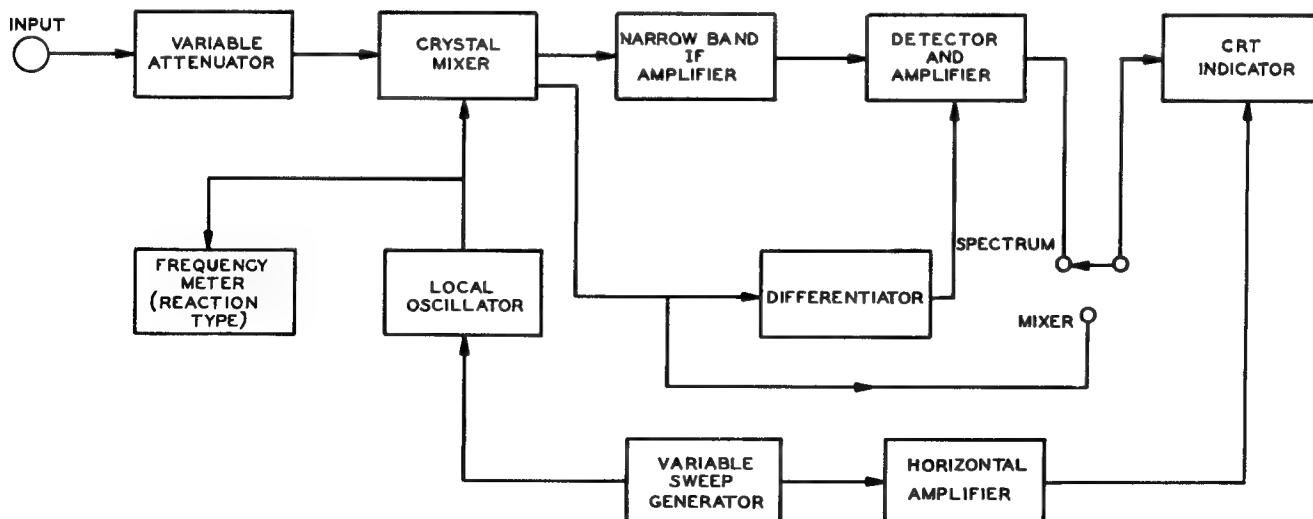 INPUT
VARIABLE
ATTENUATOR
CRYSTAL
MIXER
NARROW BAND
IF
AMPLIFIER
DETECTOR
AND
AMPLIFIER
CRT
INDICATOR
FREQUENCY
METER
(REACTION
TYPE)
LOCAL
OSCILLATOR
DIFFERENTIATOR
SPECTRUM
MIXER
VARIABLE
SWEEP
GENERATOR
HORIZONTAL
AMPLIFIER